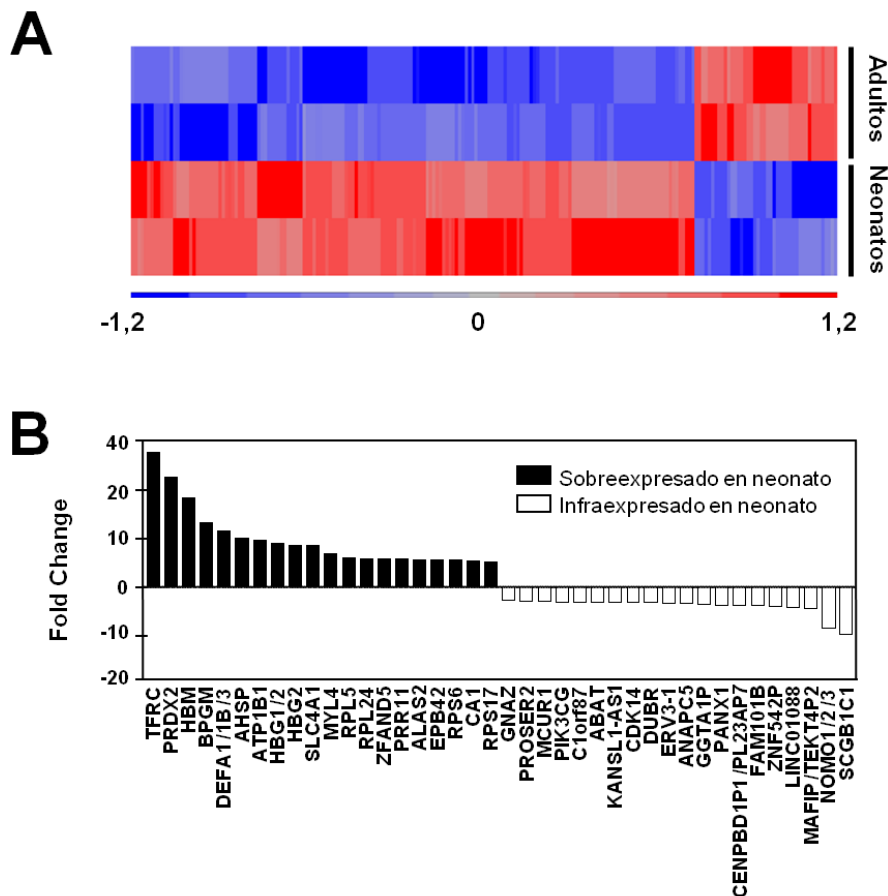 A
Adultos
Neonatos
-1,2
0
1,2
B
Fold Change
40
20
10
0
-10
-20
Sobreexpresado en neonato
Infraexpresado en neonato
TFRC
PRDX2
HBM
BPGM
DEFA1/1B/3
AHSP
ATP1B1
HBG1/2
HBG2
SLC4A1
MYL4
RPL5
RPL24
ZFAND5
PRR11
ALAS2
EPB42
RPS6
CA1
RPS17
GNAZ
PROSER2
MCUR1
PIK3CG
C1orf87
ABAT
KANSL1-AS1
CDK14
DUBR
ERV3-1
ANAPC5
GGTA1P
PANX1
CENPBD1P1/PL23AP7
FAM101B
ZNF542P
LINC01088
MAFIP/TEKT4P2
NOMO1/2/3
SCGB1C1